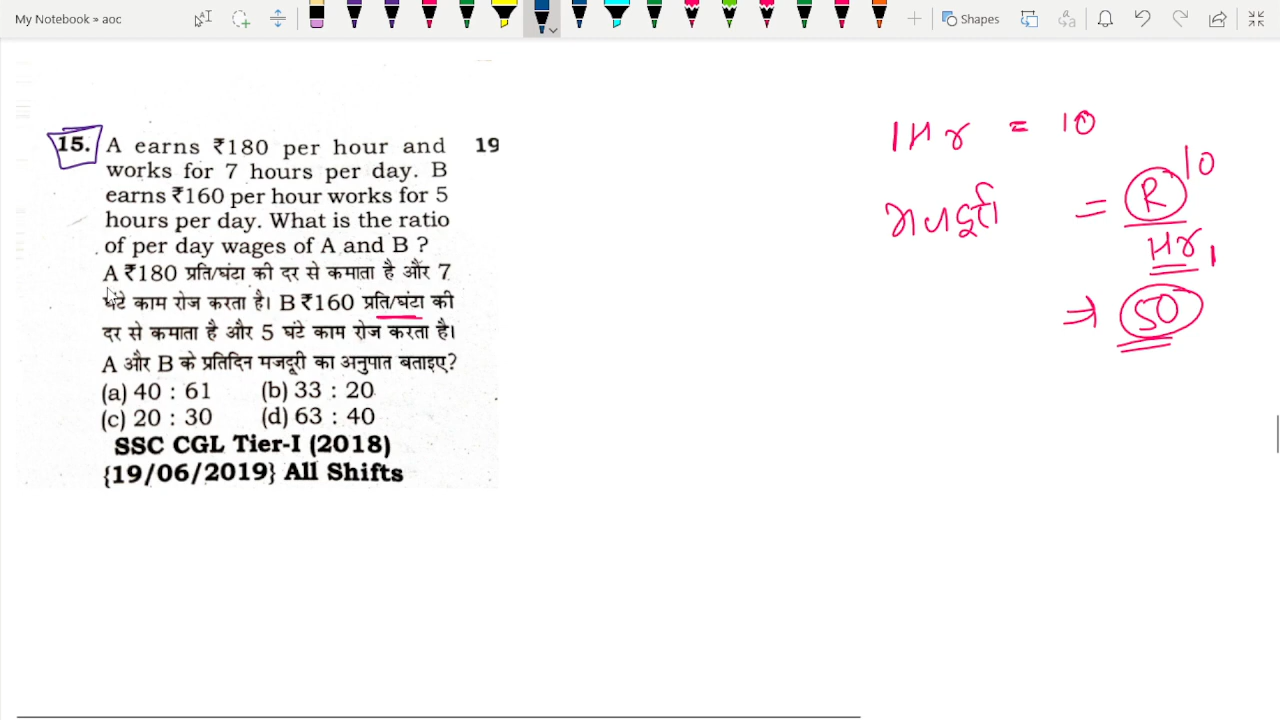 My Notebook » aoc
Shapes
15. A earns ₹180 per hour and
works for 7 hours per day. B
earns ₹160 per hour works for 5
hours per day. What is the ratio
of per day wages of A and B ?
A ₹180 प्रति/घंटा की दर से कमाता है और 7
घंटे काम रोज करता है। B ₹160 प्रति/घंटा की
दर से कमाता है और 5 घंटे काम रोज करता है।
A और B के प्रतिदिन मजदूरी का अनुपात बताइए?
(a) 40 : 61 (b) 33 : 20
(c) 20 : 30 (d) 63 : 40
SSC CGL Tier-I (2018)
{19/06/2019} All Shifts
19
1Hr = 10
मजदूरी = R 10
Hr 1
⇒ 50